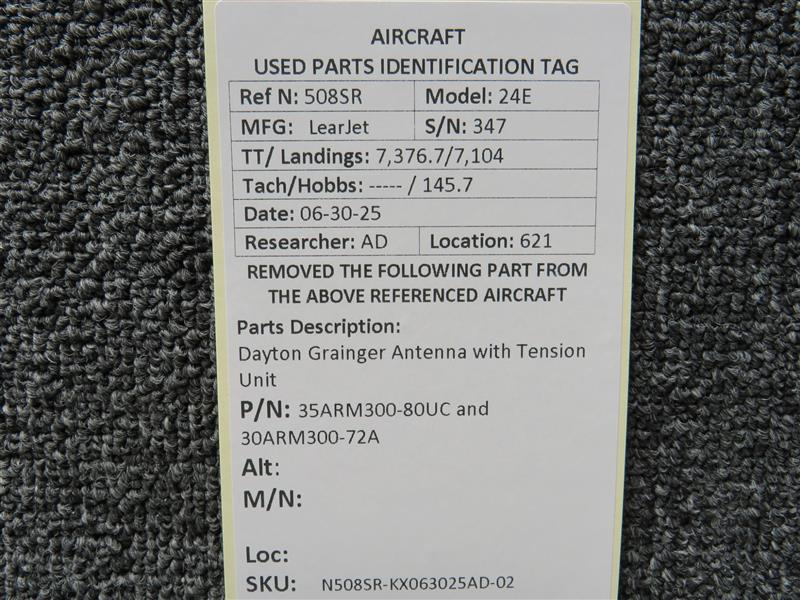 AIRCRAFT
USED PARTS IDENTIFICATION TAG
Ref N: 508SR Model: 24E
MFG: LearJet S/N: 347
TT/ Landings: 7,376.7/7,104
Tach/Hobbs: ----- / 145.7
Date: 06-30-25
Researcher: AD Location: 621
REMOVED THE FOLLOWING PART FROM
THE ABOVE REFERENCED AIRCRAFT
Parts Description:
Dayton Grainger Antenna with Tension
Unit
P/N: 35ARM300-80UC and
30ARM300-72A
Alt:
M/N:
Loc:
SKU: N508SR-KX063025AD-02